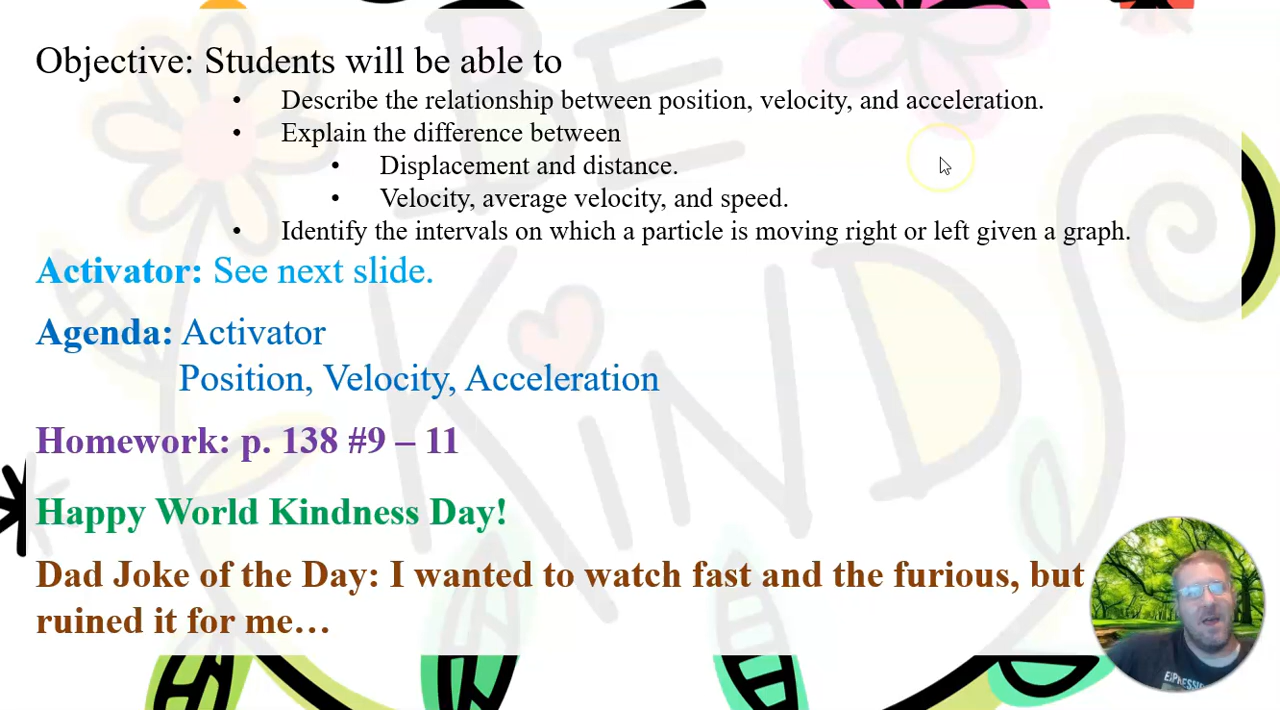 Objective: Students will be able to
• Describe the relationship between position, velocity, and acceleration.
• Explain the difference between
• Displacement and distance.
• Velocity, average velocity, and speed.
• Identify the intervals on which a particle is moving right or left given a graph.
Activator: See next slide.
Agenda: Activator
Position, Velocity, Acceleration
Homework: p. 138 #9 – 11
Happy World Kindness Day!
Dad Joke of the Day: I wanted to watch fast and the furious, but
ruined it for me…
BE
KiND